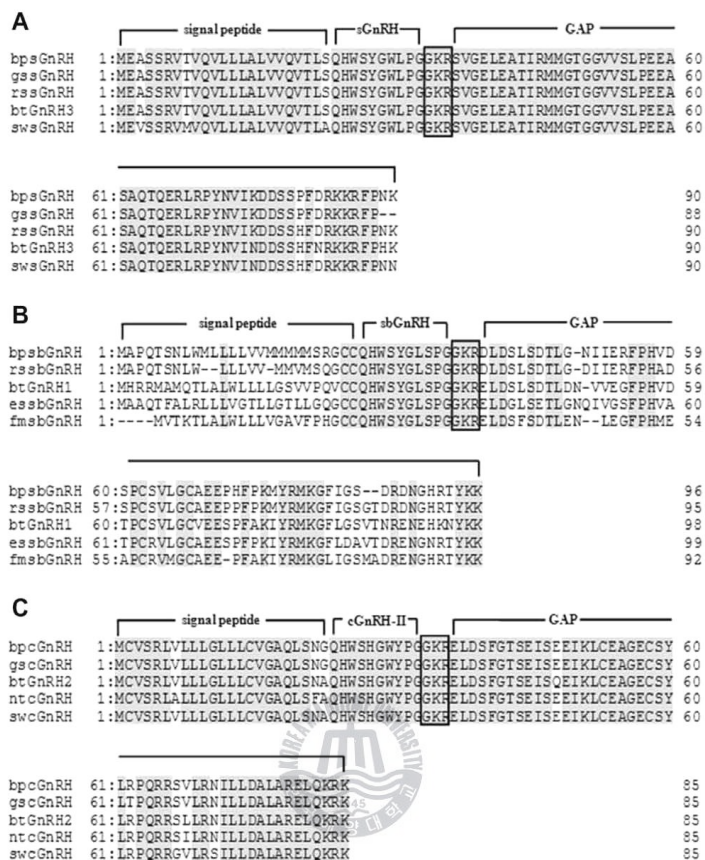 A
signal peptide sGnRH GAP
bpsGnRH 1:MEASSRVTVQVLLLALVVQVTLSQHWSYGWLPGGKRSVGELEATIRMMGTGGVVSLPEEA 60
gssGnRH 1:MEASSRVTVQVLLLALVVQVTLSQHWSYGWLPGGKRSVGELEATIRMMGTGGVVSLPEEA 60
rssGnRH 1:MEASSRVTVQVLLLALVVQVTLSQHWSYGWLPGGKRSVGELEATIRMMGTGGVVSLPEEA 60
btGnRH3 1:MEASSRVTVQVLLLALVVQVTLSQHWSYGWLPGGKRSVGELEATIRMMGTGGVVSLPEEA 60
swsGnRH 1:MEVSSRVMVQVLLLALVVQVTLAQHWSYGWLPGGKRSVGELEATIRMMGTGGVVSLPEEA 60
bpsGnRH 61:SAQTQERLRPYNVIKDDSSPFDRKKRFPNK 90
gssGnRH 61:SAQTQERLRPYNVIKDDSSPFDRKKRFP-- 88
rssGnRH 61:SAQTQERLRPYNVIKDDSSHFDRKKRFPNK 90
btGnRH3 61:SAQTQERLRPYNVIKDDSSHFNRKKRFPHK 90
swsGnRH 61:SAQTQERLRPYNVINDDSSHFDRKKRFPNN 90
B
signal peptide sbGnRH GAP
bpsbGnRH 1:MAPQTSNLWMLLLLVVMMMMSRGCCQHWSYGLSPGGKRDLDSLSDTLG-NIIERFPHVD 59
rssbGnRH 1:MAPQTSNLW--LLLLVV-MMVMSQGCCQHWSYGLSPGGKRDLDSLSDTLG-NIIERFPHAD 56
btGnRH1 1:MHRRMAMQTLALWLLLLGSVVPQVCCQHWSYGLSPGGKRELDSLSDTLDN-VVEGFPHVD 59
essbGnRH 1:MAAQTFALRLLLVGTLLGTLLGQGCCQHWSYGLSPGGKRELDGLSETLGNQIVGSFPHVA 60
fmsbGnRH 1:----MVTKTLALWLLLVGAVFPHGCCQHWSYGLSPGGKRELDSFSDTLEN--LEGFPHME 54
bpsbGnRH 60:SPCSVLGCAEEPHFPKMYRMKGFIGS--DRDNGHRTYKK 96
rssbGnRH 57:SPCSVLGCAEESPFPKMYRMKGFIGSGTDRDNGHRTYKK 95
btGnRH1 60:TPCSVLGCVEESPFAKIYRMKGFLGSVTNRENEHKNYKK 98
essbGnRH 61:TPCRVLGCAEESPFPKIYRMKGFLDAVTDRENGNRTYKK 99
fmsbGnRH 55:APCRVMGCAEE-PFAKIYRMKGLIGSMADRENGHRTYKK 92
C
signal peptide cGnRH-II GAP
bpcGnRH 1:MCVSRLVLLLGLLLCVGAQLSNGQHWSHGWYPGGKRELDSFGTSEISEEIKLCEAGECSY 60
gscGnRH 1:MCVSRLVLLLGLLLCVGAQLSNGQHWSHGWYPGGKRELDSFGTSEISEEIKLCEAGECSY 60
btGnRH2 1:MCVSRLVLLLGLLLCVGAQLSNAQHWSHGWYPGGKRELDSFGTSEISQEIKLCEAGECSY 60
ntcGnRH 1:MCVSRLALLLGLLLCVGAQLSFAQHWSHGWYPGGKRELDSFGTSEISEEIKLCEAGECSY 60
swcGnRH 1:MCVSRLVLLLGLLLCVGAQLSNAQHWSHGWYPGGKRELDSFGTSEISEEIKLCEAGECSY 60
bpcGnRH 61:LRPQRRSVLRNILLDALARELQKRK 85
gscGnRH 61:LTPQRRSILRNILLDALARELQKRK 85
btGnRH2 61:LRPQRRSILRNILLDALARELQKRK 85
ntcGnRH 61:LRPQRRSILRNILLDALARELQKRK 85
swcGnRH 61:LRPQRRGVLRSILLDALARELQKRK 85